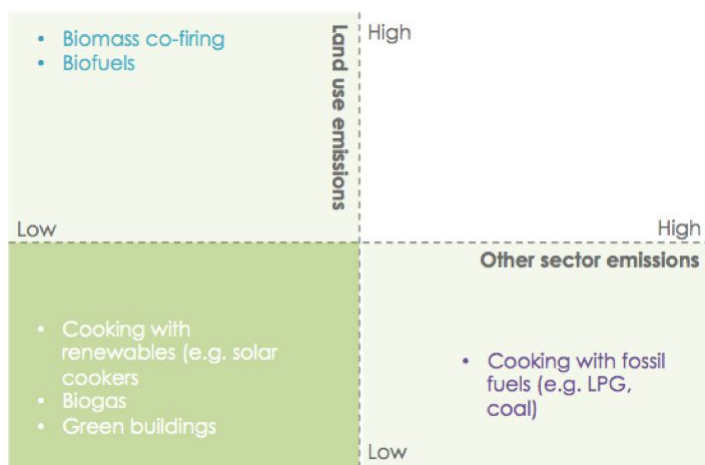 • Biomass co-firing
• Biofuels
Land use emissions
High
Low
High
Other sector emissions
• Cooking with
renewables (e.g. solar
cookers
• Biogas
• Green buildings
• Cooking with fossil
fuels (e.g. LPG,
coal)
Low